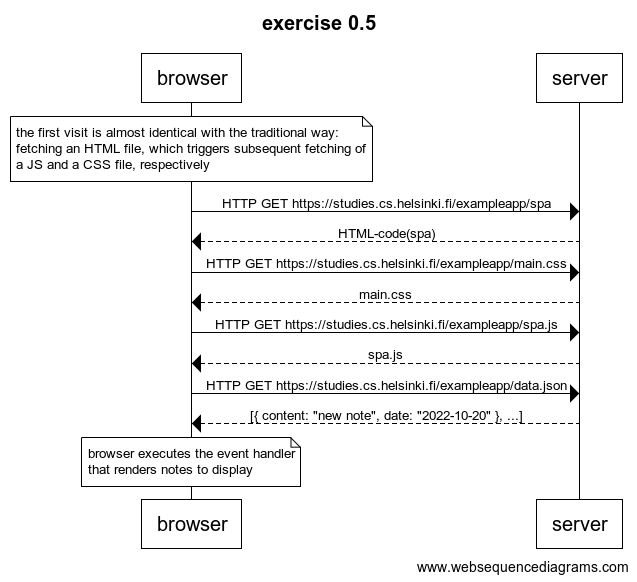 exercise 0.5
browser
server
the first visit is almost identical with the traditional way:
fetching an HTML file, which triggers subsequent fetching of
a JS and a CSS file, respectively
HTTP GET https://studies.cs.helsinki.fi/exampleapp/spa
HTML-code(spa)
HTTP GET https://studies.cs.helsinki.fi/exampleapp/main.css
main.css
HTTP GET https://studies.cs.helsinki.fi/exampleapp/spa.js
spa.js
HTTP GET https://studies.cs.helsinki.fi/exampleapp/data.json
[{ content: "new note", date: "2022-10-20" }, ...]
browser executes the event handler
that renders notes to display
browser
server
www.websequencediagrams.com